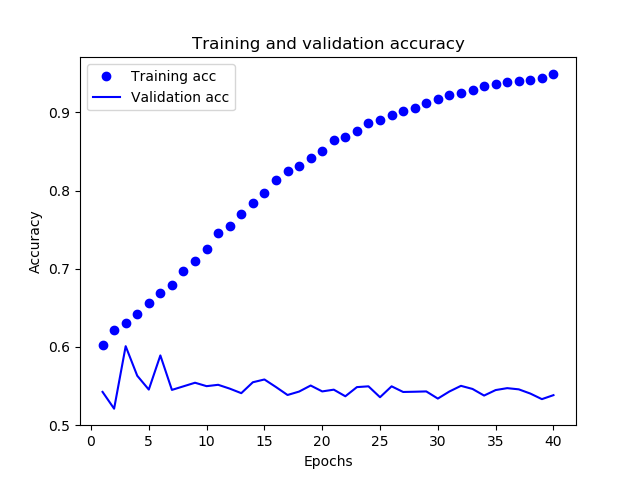 Training and validation accuracy
Training acc
Validation acc
Accuracy
0.9
0.8
0.7
0.6
0.5
0 5 10 15 20 25 30 35 40
Epochs